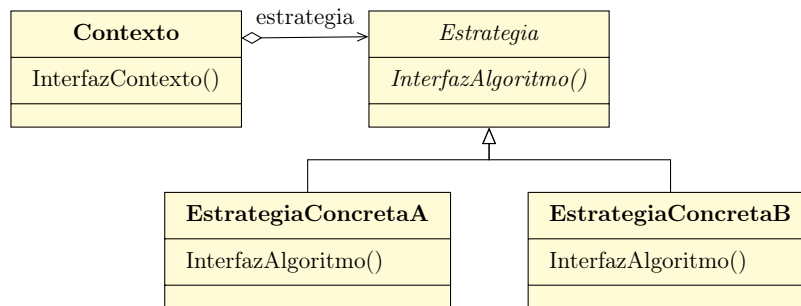 estrategia
Contexto
InterfazContexto()
Estrategia
InterfazAlgoritmo()
EstrategiaConcretaA
InterfazAlgoritmo()
EstrategiaConcretaB
InterfazAlgoritmo()